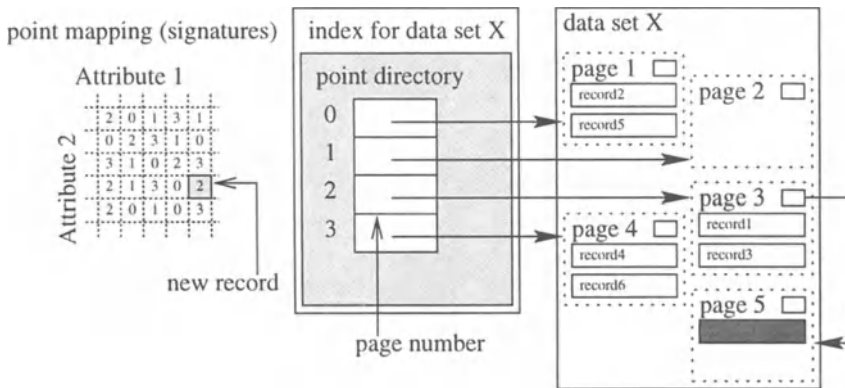 point mapping (signatures)
Attribute 1
Attribute 2
2 0 1 3 1
0 2 3 1 0
3 1 0 2 3
2 1 3 0 2
2 0 1 0 3
new record
index for data set X
point directory
0
1
2
3
page number
data set X
page 1
record2
record5
page 2
page 3
record1
record3
page 4
record4
record6
page 5